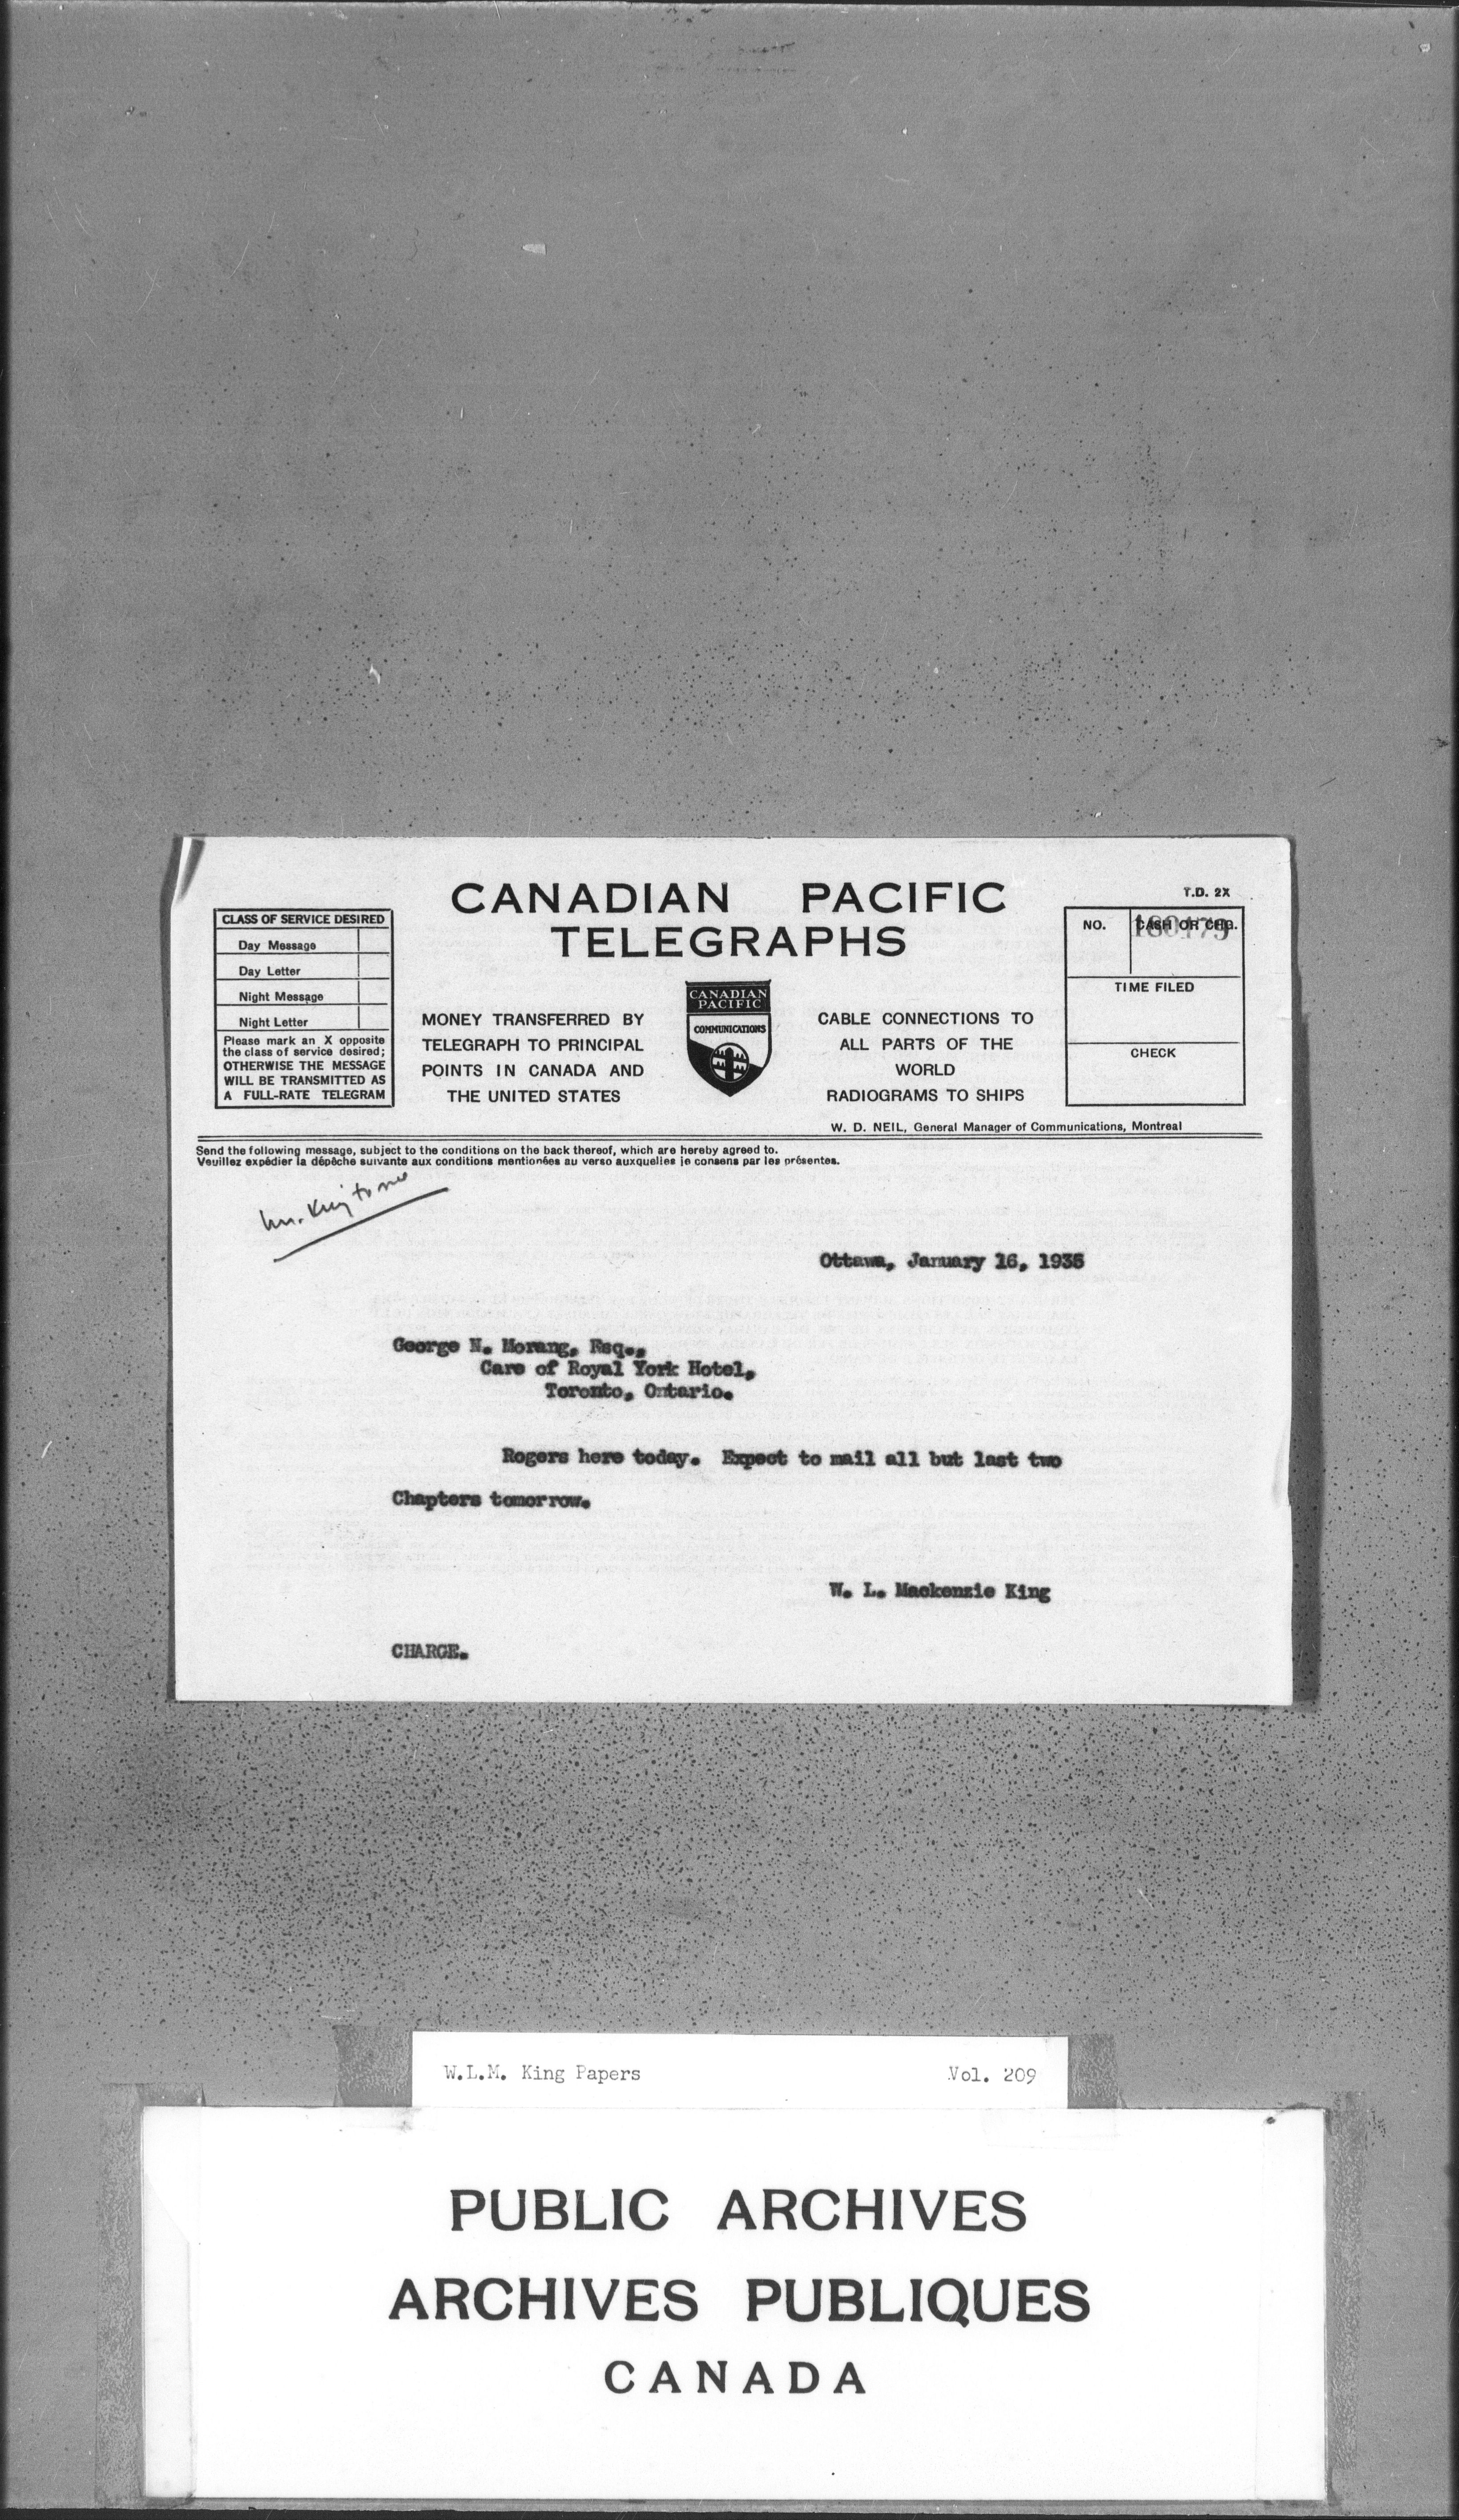 CANADIAN PACIFIC
TELEGRAPHS
T.D. 2X
CLASS OF SERVICE DESIRED
Day Message
Day Letter
Night Message
Night Letter
Please mark an X opposite
the class of service desired;
OTHERWISE THE MESSAGE
WILL BE TRANSMITTED AS
A FULL-RATE TELEGRAM
MONEY TRANSFERRED BY
TELEGRAPH TO PRINCIPAL
POINTS IN CANADA AND
THE UNITED STATES
CANADIAN
PACIFIC
COMMUNICATIONS
CABLE CONNECTIONS TO
ALL PARTS OF THE
WORLD
RADIOGRAMS TO SHIPS
NO.
CASH OR CHG.
TIME FILED
CHECK
W. D. NEIL, General Manager of Communications, Montreal
Send the following message, subject to the conditions on the back thereof, which are hereby agreed to.
Veuillez expédier la dépêche suivante aux conditions mentionées au verso auxquelles je consens par les présentes.
Mr. King to
Ottawa, January 16, 1935
George N. Morang, Esq.,
Care of Royal York Hotel,
Toronto, Ontario.
Rogers here today. Expect to mail all but last two
Chapters tomorrow.
W. L. Mackenzie King
CHARGE.
W.L.M. King Papers Vol. 209
PUBLIC ARCHIVES
ARCHIVES PUBLIQUES
CANADA